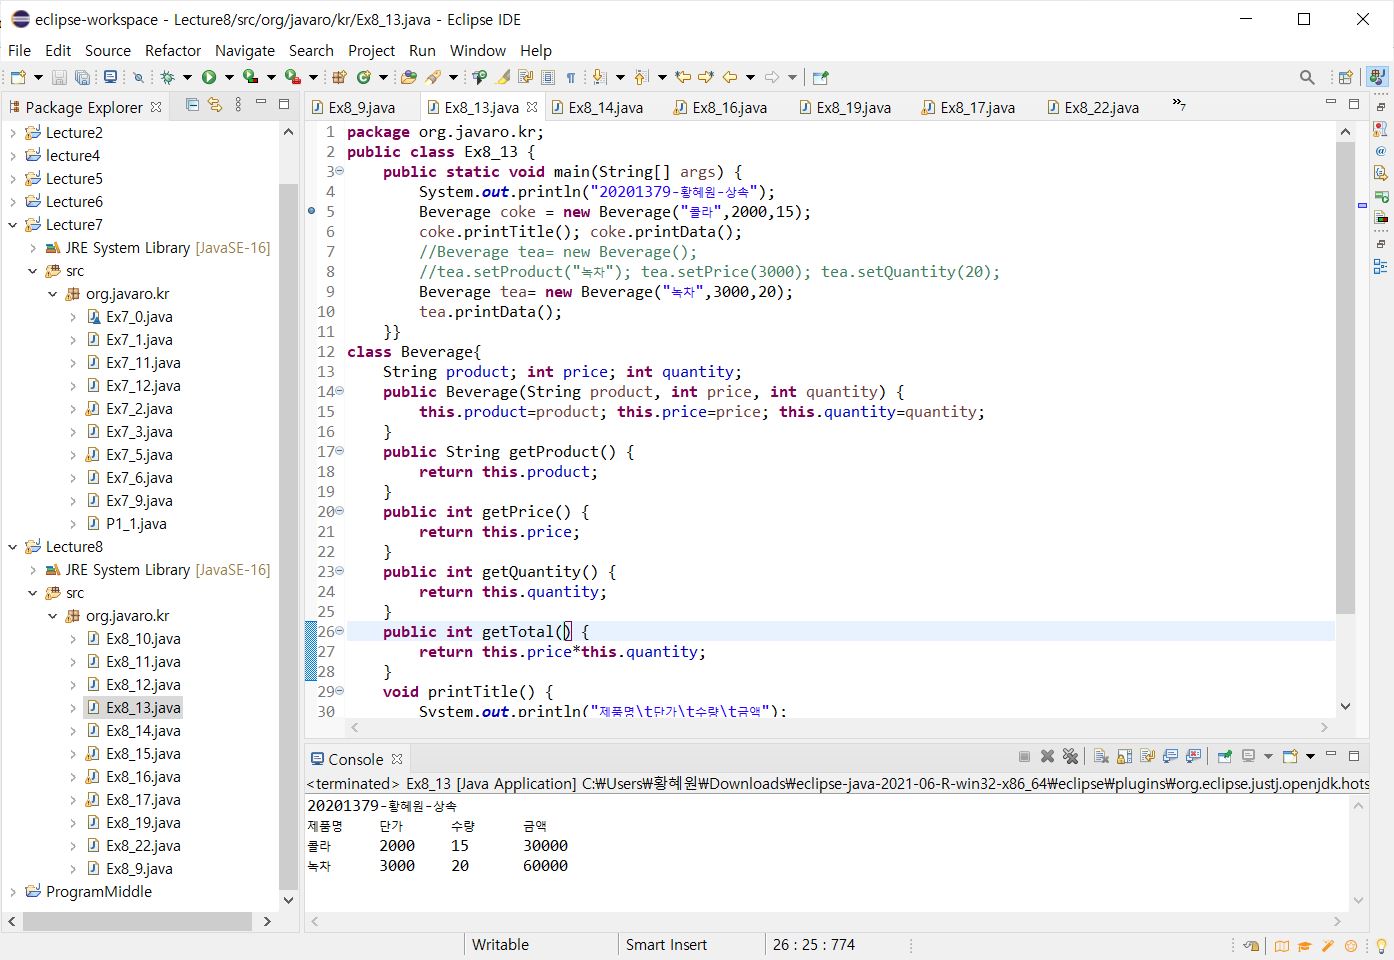 eclipse-workspace - Lecture8/src/org/javaro/kr/Ex8_13.java - Eclipse IDE
File Edit Source Refactor Navigate Search Project Run Window Help
Package Explorer
Lecture2
lecture4
Lecture5
Lecture6
Lecture7
JRE System Library [JavaSE-16]
src
org.javaro.kr
Ex7_0.java
Ex7_1.java
Ex7_11.java
Ex7_12.java
Ex7_2.java
Ex7_3.java
Ex7_5.java
Ex7_6.java
Ex7_9.java
P1_1.java
Lecture8
JRE System Library [JavaSE-16]
src
org.javaro.kr
Ex8_10.java
Ex8_11.java
Ex8_12.java
Ex8_13.java
Ex8_14.java
Ex8_15.java
Ex8_16.java
Ex8_17.java
Ex8_19.java
Ex8_22.java
Ex8_9.java
ProgramMiddle
Ex8_9.java Ex8_13.java Ex8_14.java Ex8_16.java Ex8_19.java Ex8_17.java Ex8_22.java »7
1 package org.javaro.kr;
2 public class Ex8_13 {
3 public static void main(String[] args) {
4 System.out.println("20201379-황혜원-상속");
5 Beverage coke = new Beverage("콜라",2000,15);
6 coke.printTitle(); coke.printData();
7 //Beverage tea= new Beverage();
8 //tea.setProduct("녹차"); tea.setPrice(3000); tea.setQuantity(20);
9 Beverage tea= new Beverage("녹차",3000,20);
10 tea.printData();
11 }}
12 class Beverage{
13 String product; int price; int quantity;
14 public Beverage(String product, int price, int quantity) {
15 this.product=product; this.price=price; this.quantity=quantity;
16 }
17 public String getProduct() {
18 return this.product;
19 }
20 public int getPrice() {
21 return this.price;
22 }
23 public int getQuantity() {
24 return this.quantity;
25 }
26 public int getTotal() {
27 return this.price*this.quantity;
28 }
29 void printTitle() {
30 System.out.println("제품명\t단가\t수량\t금액");
Console
<terminated> Ex8_13 [Java Application] C:₩Users₩황혜원₩Downloads₩eclipse-java-2021-06-R-win32-x86_64₩eclipse₩plugins₩org.eclipse.justj.openjdk.hots
20201379-황혜원-상속
제품명 단가 수량 금액
콜라 2000 15 30000
녹차 3000 20 60000
Writable Smart Insert 26 : 25 : 774